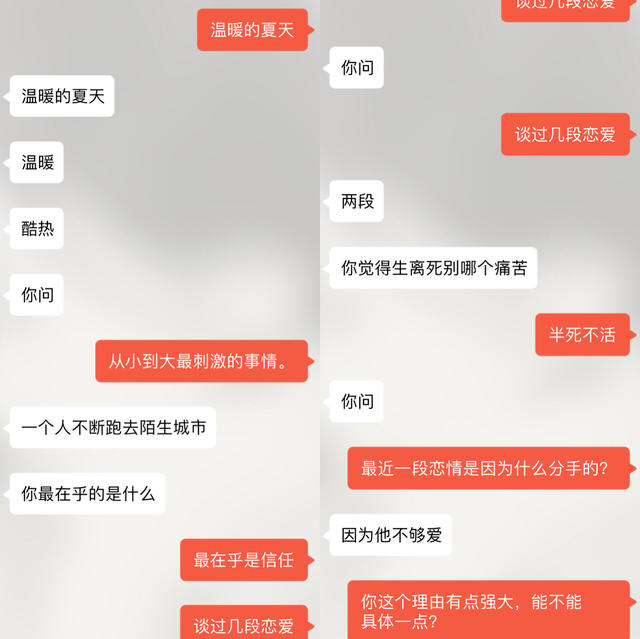 温暖的夏天
温暖的夏天
温暖
酷热
你问
从小到大最刺激的事情。
一个人不断跑去陌生城市
你最在乎的是什么
最在乎是信任
谈过几段恋爱
谈过几段恋爱
你问
谈过几段恋爱
两段
你觉得生离死别哪个痛苦
半死不活
你问
最近一段恋情是因为什么分手的?
因为他不够爱
你这个理由有点强大，能不能
具体一点?